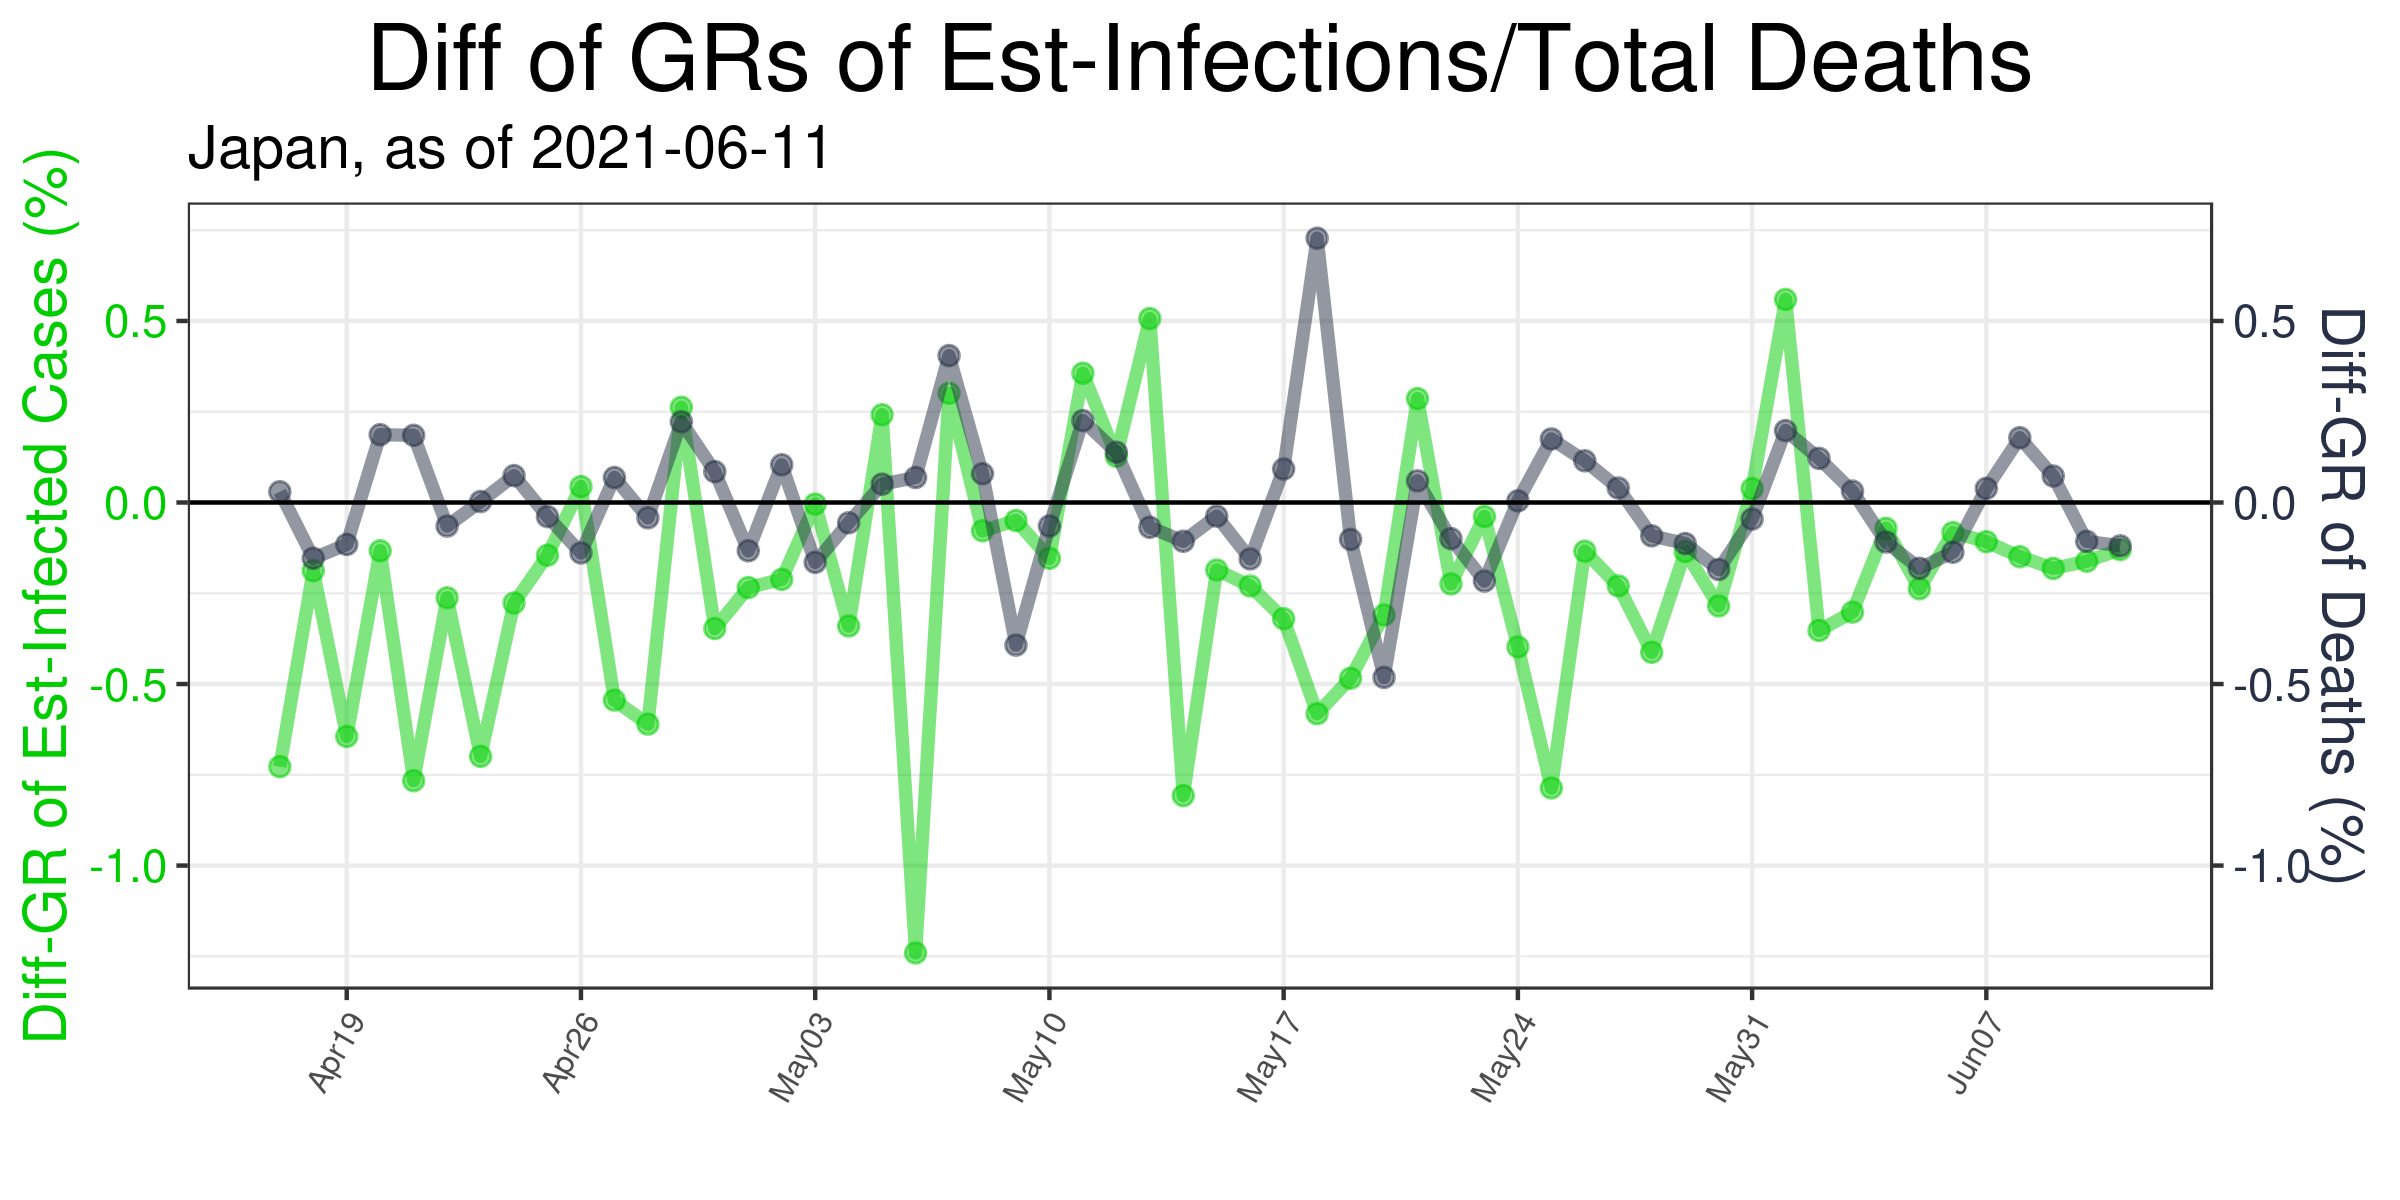 Diff of GRs of Est-Infections/Total Deaths
Japan, as of 2021-06-11
Diff-GR of Est-Infected Cases (%)
0.5
0.0
-0.5
-1.0
0.5
0.0
-0.5
-1.0
Diff-GR of Deaths (%)
Apr19
Apr26
May03
May10
May17
May24
May31
Jun07